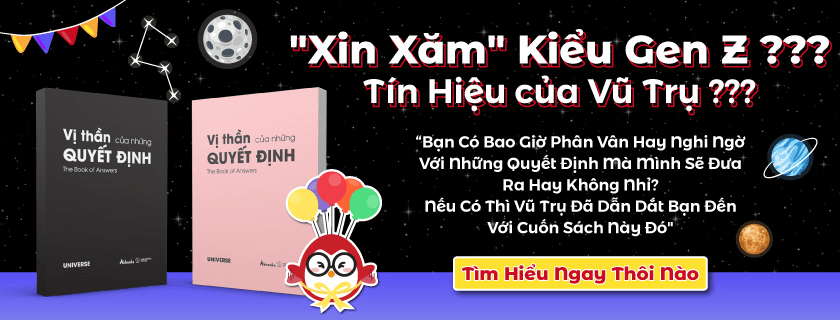 "Xin Xăm" Kiểu Gen Z ???
Tín Hiệu của Vũ Trụ ???
Vị thần của những
QUYẾT ĐỊNH
The Book of Answers
UNIVERSE
Vị thần của những
QUYẾT ĐỊNH
The Book of Answers
UNIVERSE
“Bạn Có Bao Giờ Phân Vân Hay Nghi Ngờ
Với Những Quyết Định Mà Mình Sẽ Đưa
Ra Hay Không Nhỉ?
Nếu Có Thì Vũ Trụ Đã Dẫn Dắt Bạn Đến
Với Cuốn Sách Này Đó"
Tìm Hiểu Ngay Thôi Nào